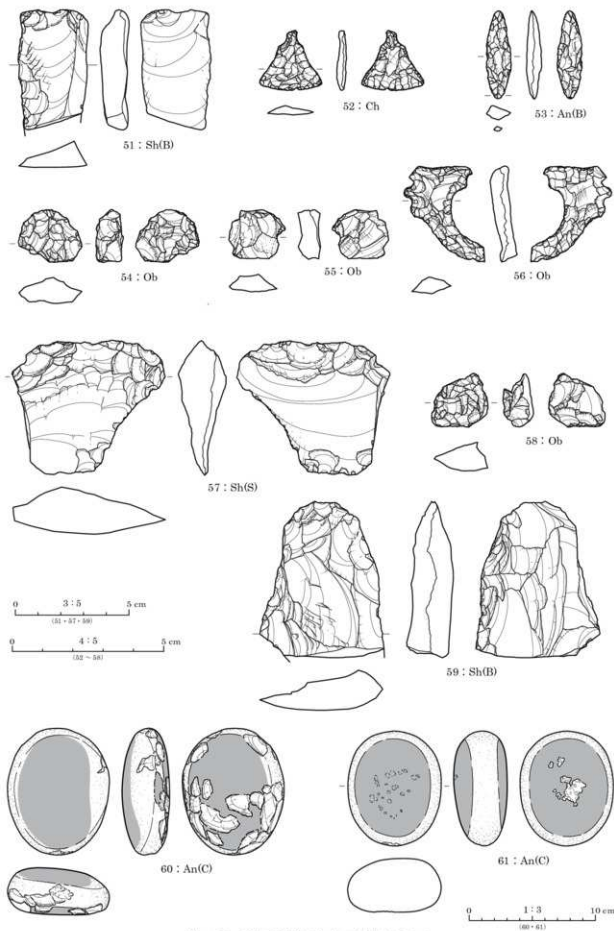 51：Sh(B)
52：Ch
53：An(B)
54：Ob
55：Ob
56：Ob
57：Sh(S)
58：Ob
59：Sh(B)
0 3：5 5 cm
(51・57・59)
0 4：5 5 cm
60：An(C)
61：An(C)
0 1：3 10 cm
(60・61)